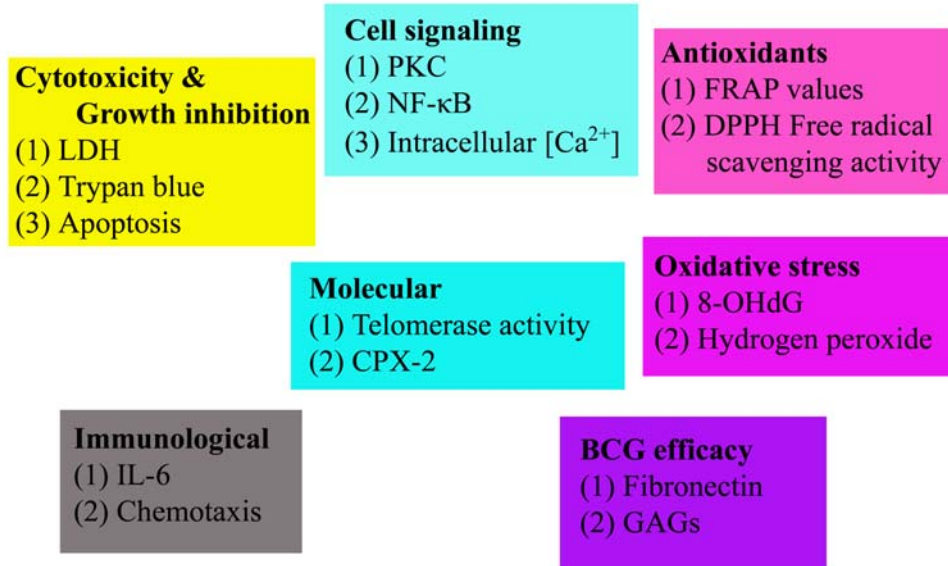 Cytotoxicity &
Growth inhibition
(1) LDH
(2) Trypan blue
(3) Apoptosis
Cell signaling
(1) PKC
(2) NF-κB
(3) Intracellular [Ca²⁺]
Antioxidants
(1) FRAP values
(2) DPPH Free radical
scavenging activity
Molecular
(1) Telomerase activity
(2) CPX-2
Oxidative stress
(1) 8-OHdG
(2) Hydrogen peroxide
Immunological
(1) IL-6
(2) Chemotaxis
BCG efficacy
(1) Fibronectin
(2) GAGs